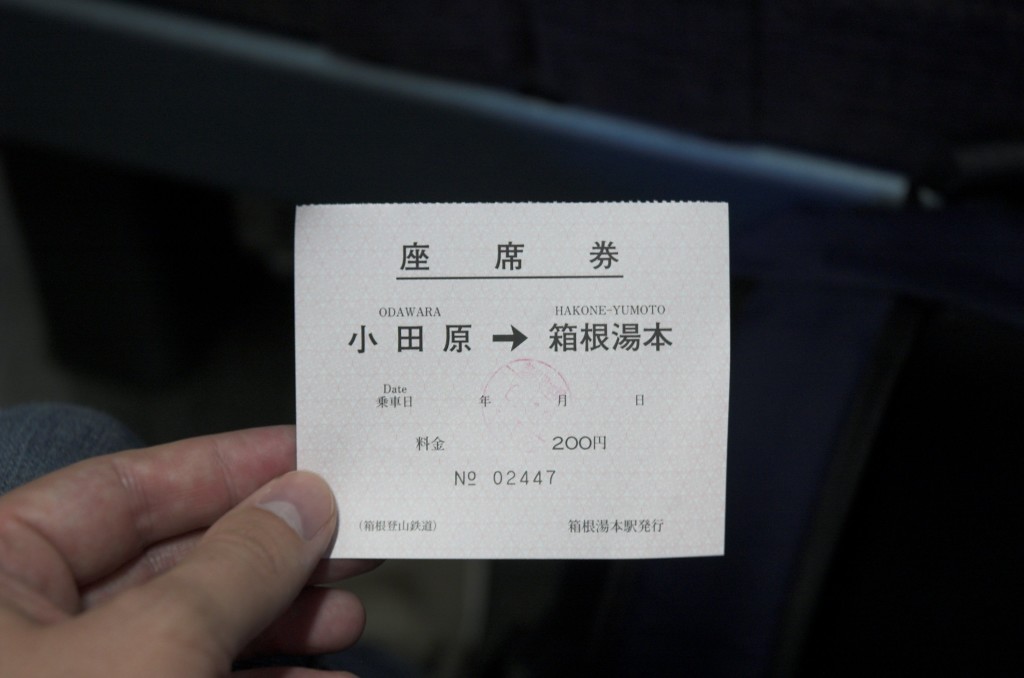 座席券
ODAWARA HAKONE-YUMOTO
小田原 → 箱根湯本
Date
乗車日 年 月 日
料金 200円
Nº 02447
(箱根登山鉄道) 箱根湯本駅発行